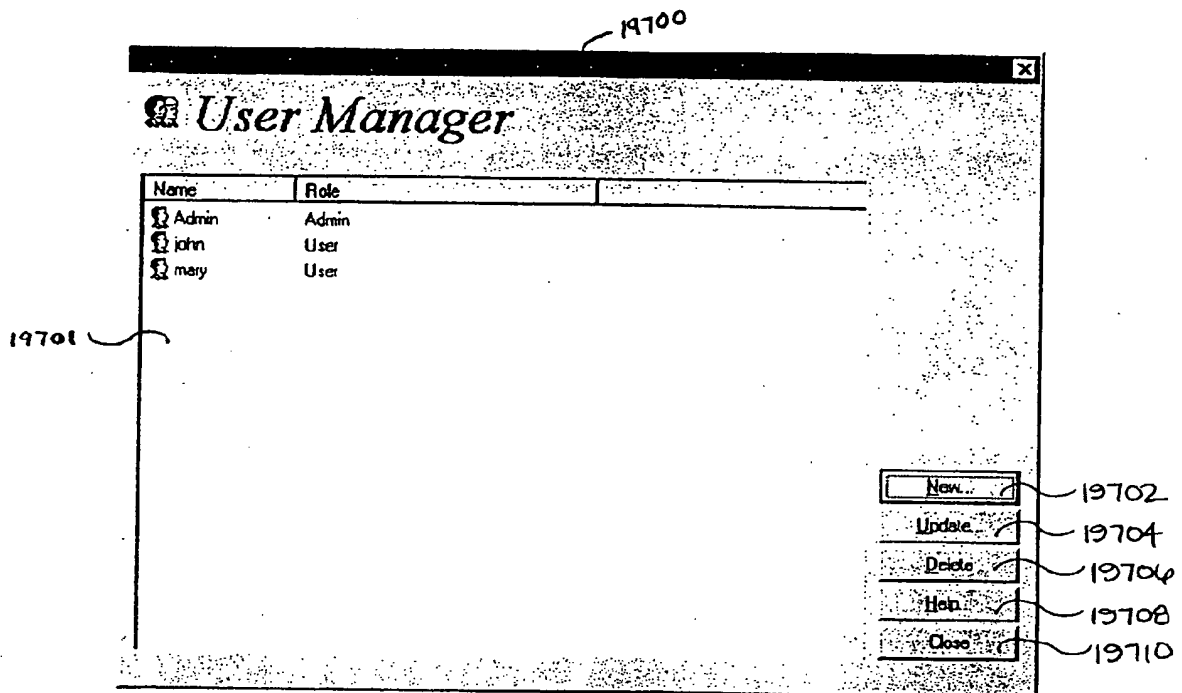 19700
User Manager
Name Role
Admin Admin
john User
mary User
19701
New... 19702
Update... 19704
Delete... 19706
Help... 19708
Close 19710